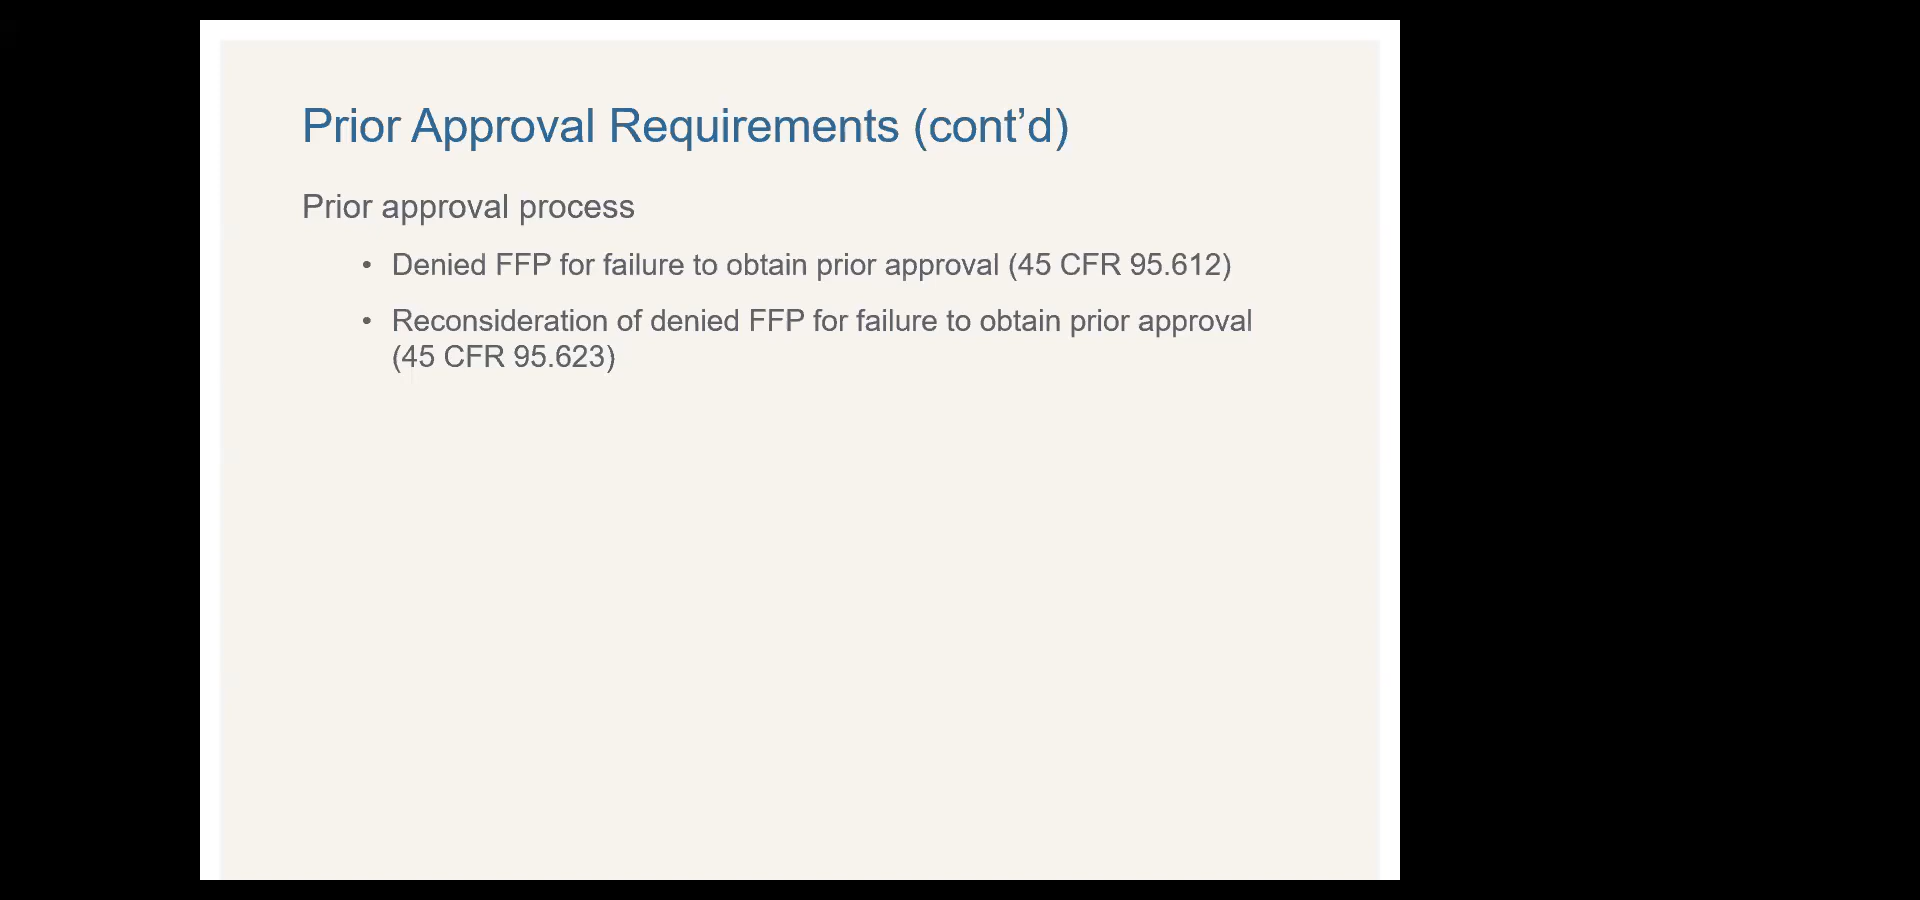 Prior Approval Requirements (cont’d)
Prior approval process
• Denied FFP for failure to obtain prior approval (45 CFR 95.612)
• Reconsideration of denied FFP for failure to obtain prior approval
(45 CFR 95.623)